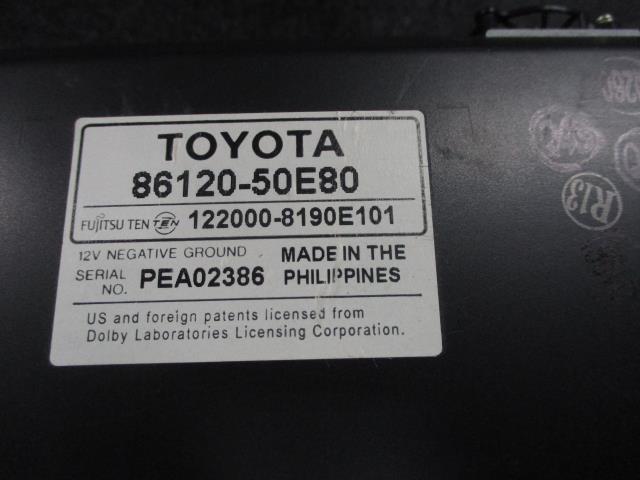 TOYOTA
86120-50E80
FUJITSU TEN TEN 122000-8190E101
12V NEGATIVE GROUND MADE IN THE
SERIAL NO. PEA02386 PHILIPPINES
US and foreign patents licensed from
Dolby Laboratories Licensing Corporation.
R13